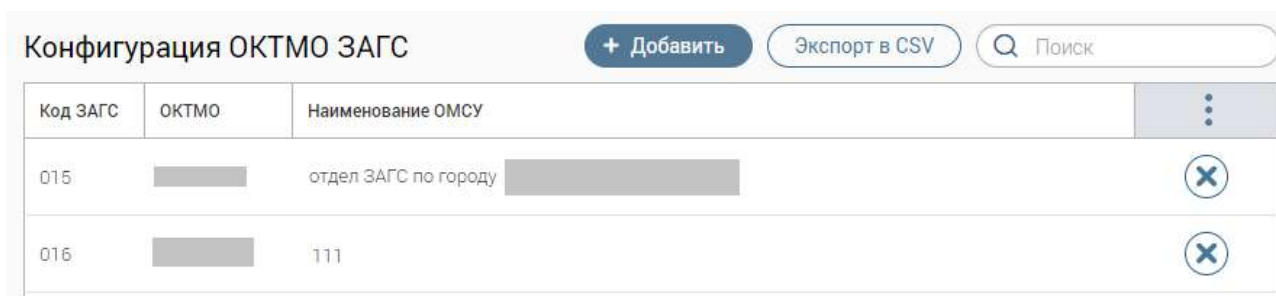 Конфигурация ОКТМО ЗАГС + Добавить Экспорт в CSV Поиск
Код ЗАГС ОКТМО Наименование ОМСУ
015 отдел ЗАГС по городу
016 111